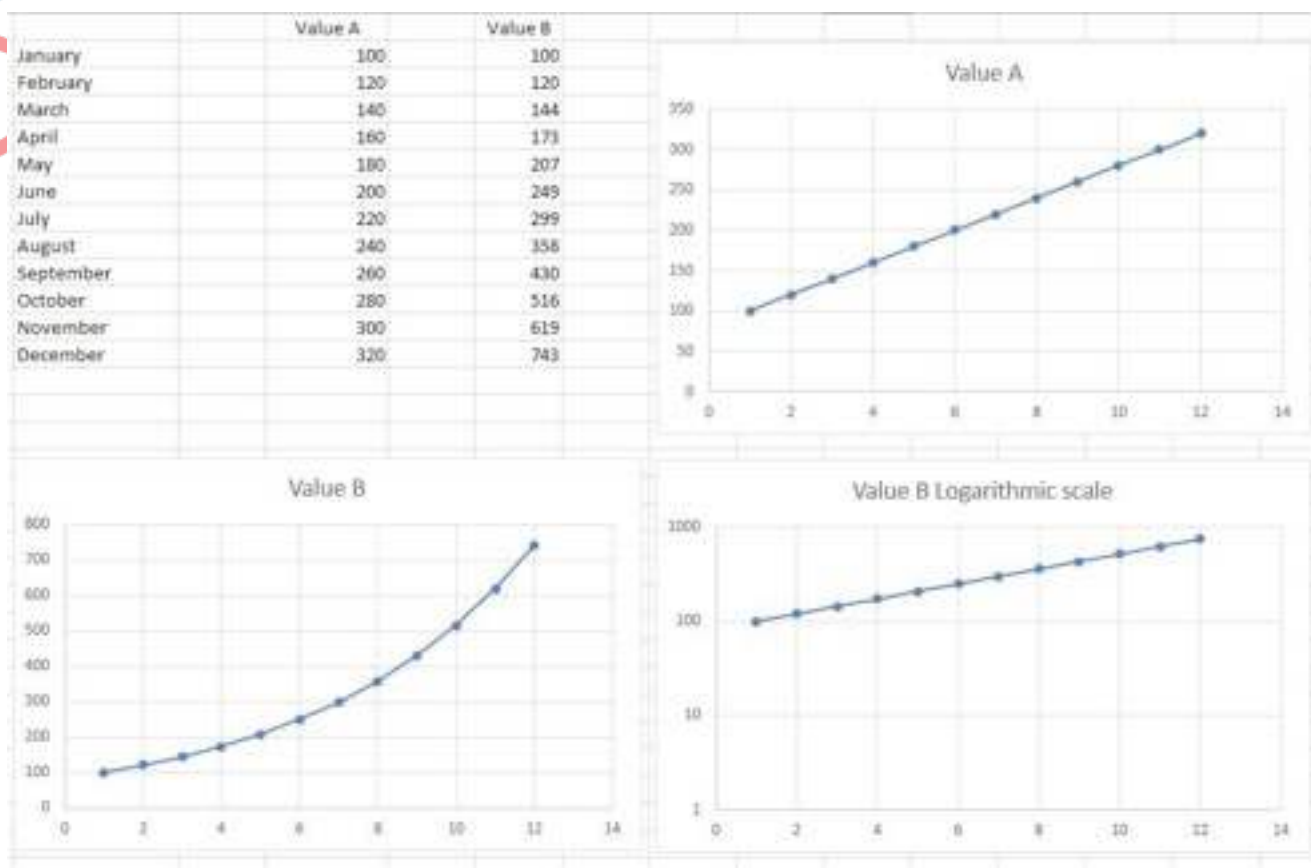 Value A Value B
January 100 100
February 120 120
March 140 144
April 160 173
May 180 207
June 200 249
July 220 299
August 240 358
September 260 430
October 280 516
November 300 619
December 320 743
Value A
350
300
250
200
150
100
50
0
0 2 4 6 8 10 12 14
Value B
800
700
600
500
400
300
200
100
0
0 2 4 6 8 10 12 14
Value B Logarithmic scale
1000
100
10
1
0 2 4 6 8 10 12 14